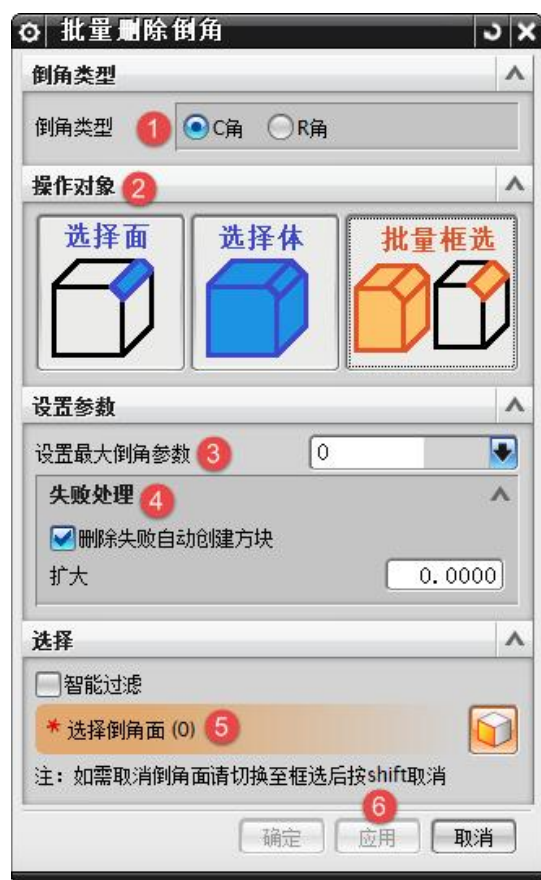 批量删除倒角
倒角类型
倒角类型 1 C角 R角
操作对象 2
选择面 选择体 批量框选
设置参数
设置最大倒角参数 3 0
失败处理 4
删除失败自动创建方块
扩大 0.0000
选择
智能过滤
* 选择倒角面 (0) 5
注：如需取消倒角面请切换至框选后按shift取消
6
确定 应用 取消